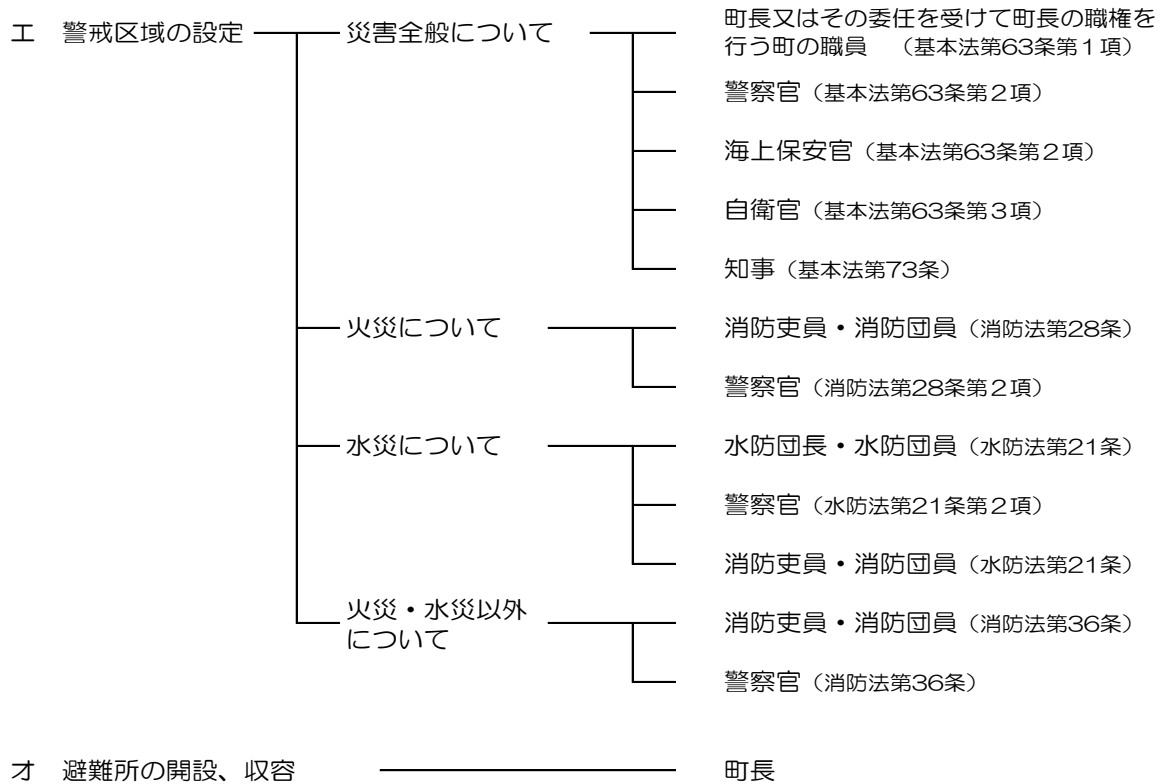 エ 警戒区域の設定 災害全般について 町長又はその委任を受けて町長の職権を
行う町の職員 （基本法第63条第1項）
警察官（基本法第63条第2項）
海上保安官（基本法第63条第2項）
自衛官（基本法第63条第3項）
知事（基本法第73条）
火災について 消防吏員・消防団員（消防法第28条）
警察官（消防法第28条第2項）
水災について 水防団長・水防団員（水防法第21条）
警察官（水防法第21条第2項）
消防吏員・消防団員（水防法第21条）
火災・水災以外
について 消防吏員・消防団員（消防法第36条）
警察官（消防法第36条）
オ 避難所の開設、収容 町長